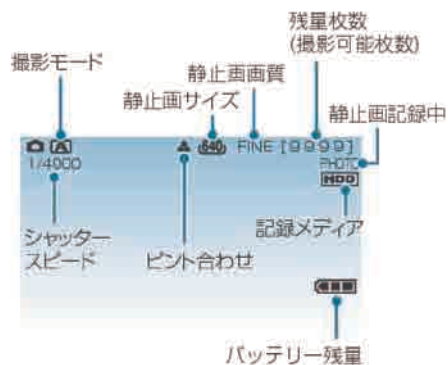 残量枚数
(撮影可能枚数)
撮影モード
静止画画質
静止画サイズ
静止画記録中
A 640 FINE [9999]
1/4000
PHOTO
HDD
シャッター
スピード
ピント合わせ
記録メディア
バッテリー残量